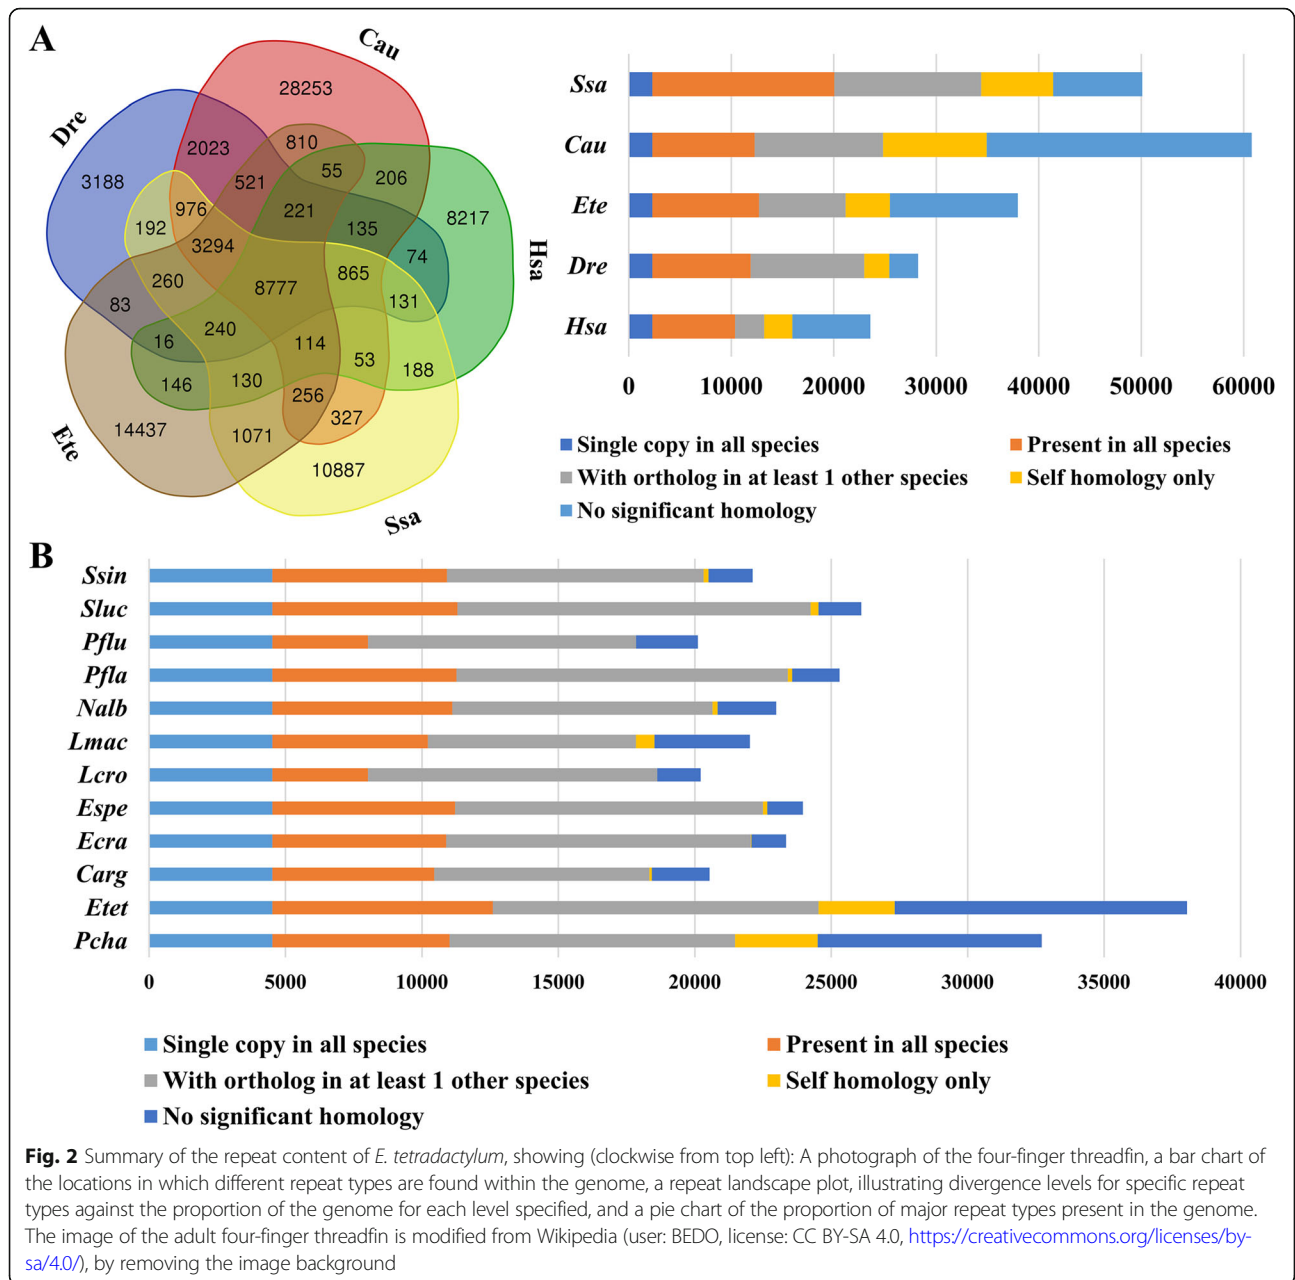 A
Cau
Dre
Hsa
Ete
Ssa
28253
2023
810
55
206
3188
521
8217
976
221
192
135
3294
74
260
8777
865
131
83
240
16
114
53
188
146
130
256
327
14437
1071
10887
Ssa
Cau
Ete
Dre
Hsa
0 10000 20000 30000 40000 50000 60000
Single copy in all species Present in all species
With ortholog in at least 1 other species Self homology only
No significant homology
B
Ssin
Sluc
Pflu
Pfla
Nalb
Lmac
Lcro
Espe
Ecra
Carg
Etet
Pcha
0 5000 10000 15000 20000 25000 30000 35000 40000
Single copy in all species Present in all species
With ortholog in at least 1 other species Self homology only
No significant homology
Fig. 2 Summary of the repeat content of E. tetradactylum, showing (clockwise from top left): A photograph of the four-finger threadfin, a bar chart of
the locations in which different repeat types are found within the genome, a repeat landscape plot, illustrating divergence levels for specific repeat
types against the proportion of the genome for each level specified, and a pie chart of the proportion of major repeat types present in the genome.
The image of the adult four-finger threadfin is modified from Wikipedia (user: BEDO, license: CC BY-SA 4.0, https://creativecommons.org/licenses/by-
sa/4.0/), by removing the image background